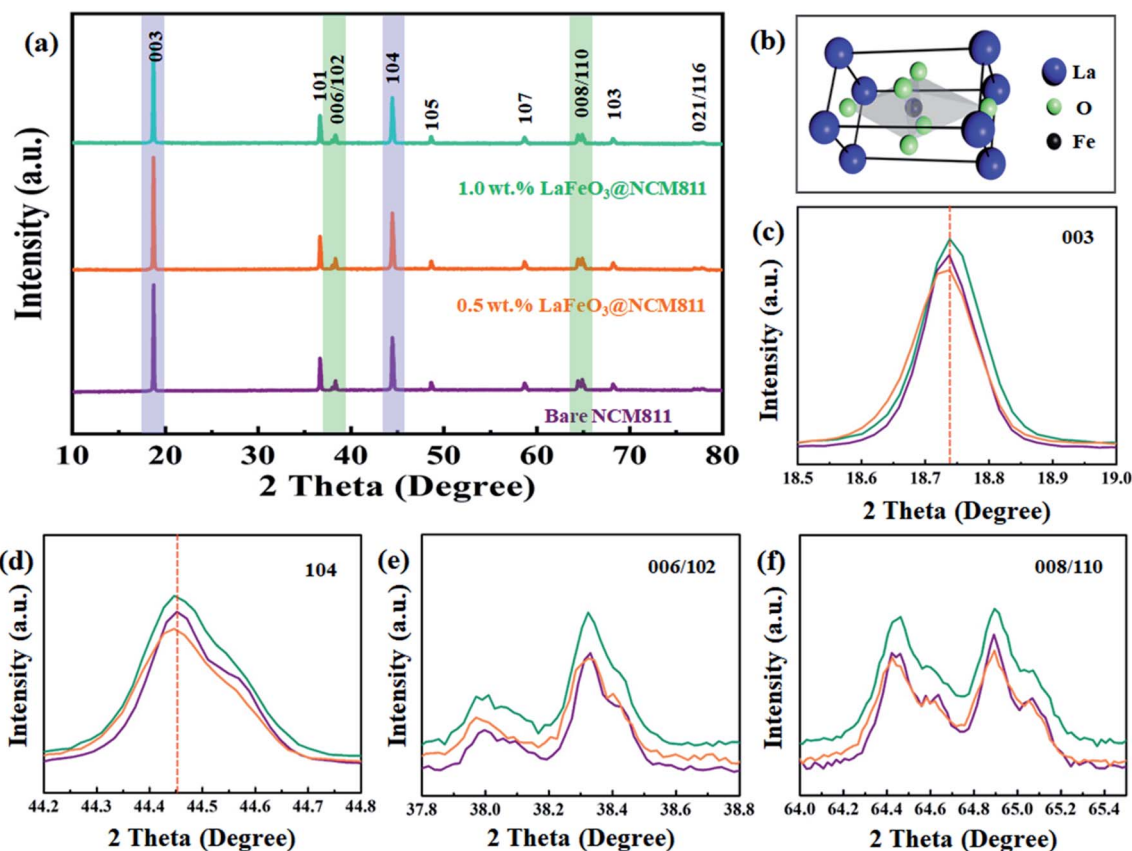 (a)
Intensity (a.u.)
003
101
006/102
104
105
107
008/110
103
021/116
1.0 wt.% LaFeO₃@NCM811
0.5 wt.% LaFeO₃@NCM811
Bare NCM811
10 20 30 40 50 60 70 80
2 Theta (Degree)
(b)
La
O
Fe
(c)
003
Intensity (a.u.)
18.5 18.6 18.7 18.8 18.9 19.0
2 Theta (Degree)
(d)
104
Intensity (a.u.)
44.2 44.3 44.4 44.5 44.6 44.7 44.8
2 Theta (Degree)
(e)
006/102
Intensity (a.u.)
37.8 38.0 38.2 38.4 38.6 38.8
2 Theta (Degree)
(f)
008/110
Intensity (a.u.)
64.0 64.2 64.4 64.6 64.8 65.0 65.2 65.4
2 Theta (Degree)